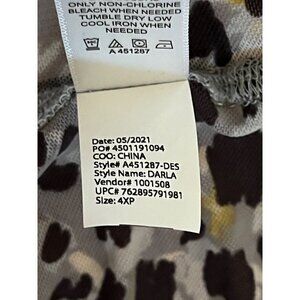 ONLY NON-CHLORINE
BLEACH WHEN NEEDED
TUMBLE DRY LOW
COOL IRON WHEN
NEEDED
A 451287
Date: 05/2021
PO# 4501191094
COO: CHINA
Style# A451287-DES
Style Name: DARLA
Vendor# 1001508
UPC# 762895791981
Size: 4XP